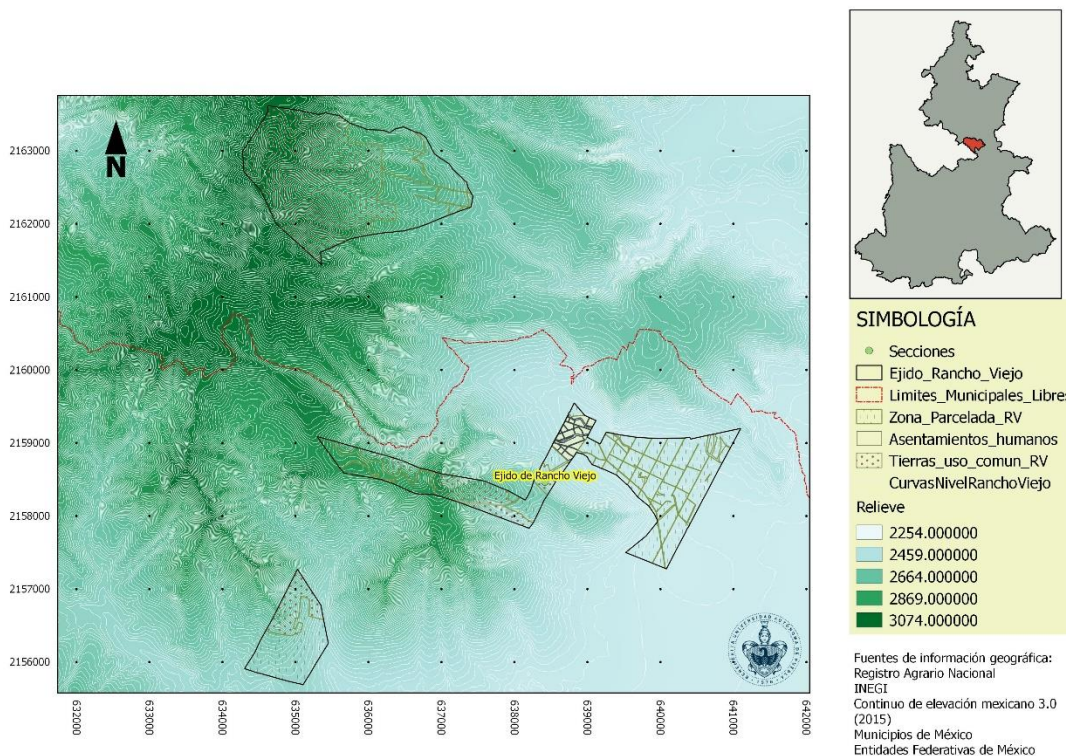 2163000
2162000
2161000
2160000
2159000
2158000
2157000
2156000
N
Ejido de Rancho Viejo
632000
633000
634000
635000
636000
637000
638000
639000
640000
641000
642000
SIMBOLOGÍA
Secciones
Ejido_Rancho_Viejo
Limites_Municipales_Libres
Zona_Parcelada_RV
Asentamientos_humanos
Tierras_uso_comun_RV
CurvasNivelRanchoViejo
Relieve
2254.000000
2459.000000
2664.000000
2869.000000
3074.000000
Fuentes de información geográfica:
Registro Agrario Nacional
INEGI
Continuo de elevación mexicano 3.0
(2015)
Municipios de México
Entidades Federativas de México